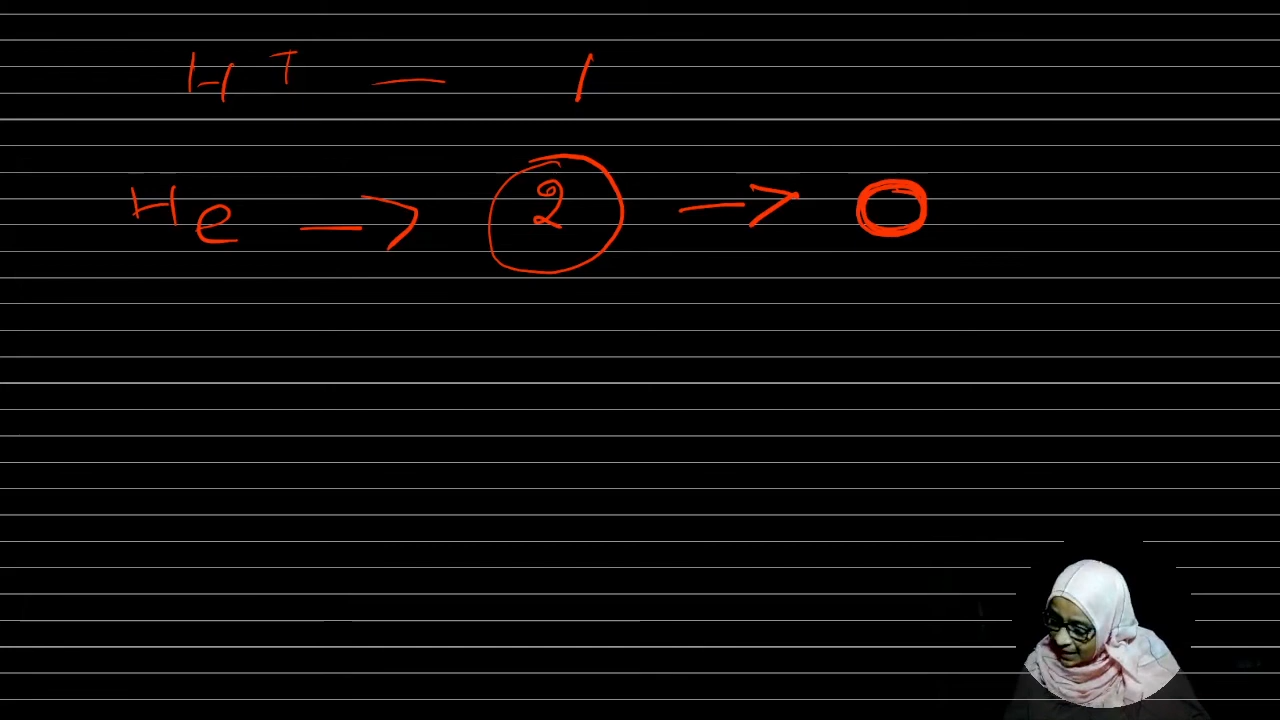 H⁺ — 1
He → 2 → 0